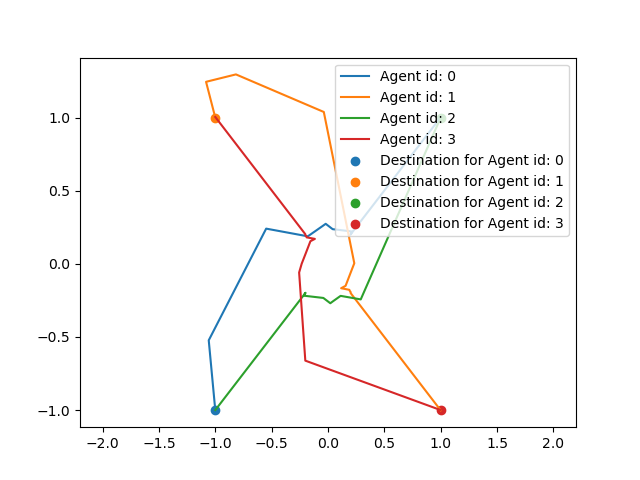 Agent id: 0
Agent id: 1
Agent id: 2
Agent id: 3
Destination for Agent id: 0
Destination for Agent id: 1
Destination for Agent id: 2
Destination for Agent id: 3
1.0
0.5
0.0
−0.5
−1.0
−2.0 −1.5 −1.0 −0.5 0.0 0.5 1.0 1.5 2.0